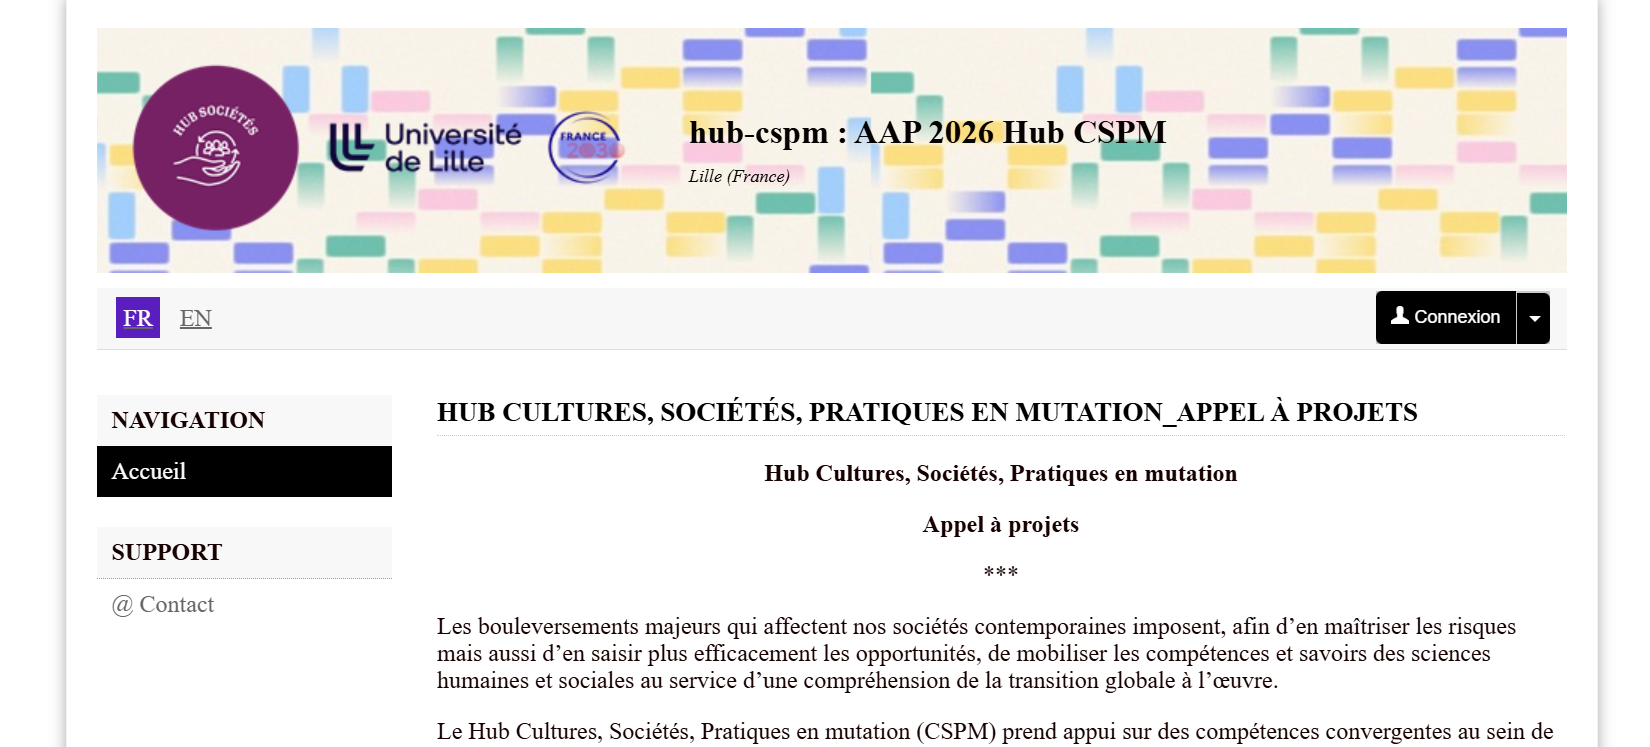 HUB SOCIÉTÉS
Université
de Lille
FRANCE
2030
hub-cspm : AAP 2026 Hub CSPM
Lille (France)
FR EN
Connexion
NAVIGATION
Accueil
SUPPORT
@ Contact
HUB CULTURES, SOCIÉTÉS, PRATIQUES EN MUTATION_APPEL À PROJETS
Hub Cultures, Sociétés, Pratiques en mutation
Appel à projets
***
Les bouleversements majeurs qui affectent nos sociétés contemporaines imposent, afin d’en maîtriser les risques
mais aussi d’en saisir plus efficacement les opportunités, de mobiliser les compétences et savoirs des sciences
humaines et sociales au service d’une compréhension de la transition globale à l’œuvre.
Le Hub Cultures, Sociétés, Pratiques en mutation (CSPM) prend appui sur des compétences convergentes au sein de